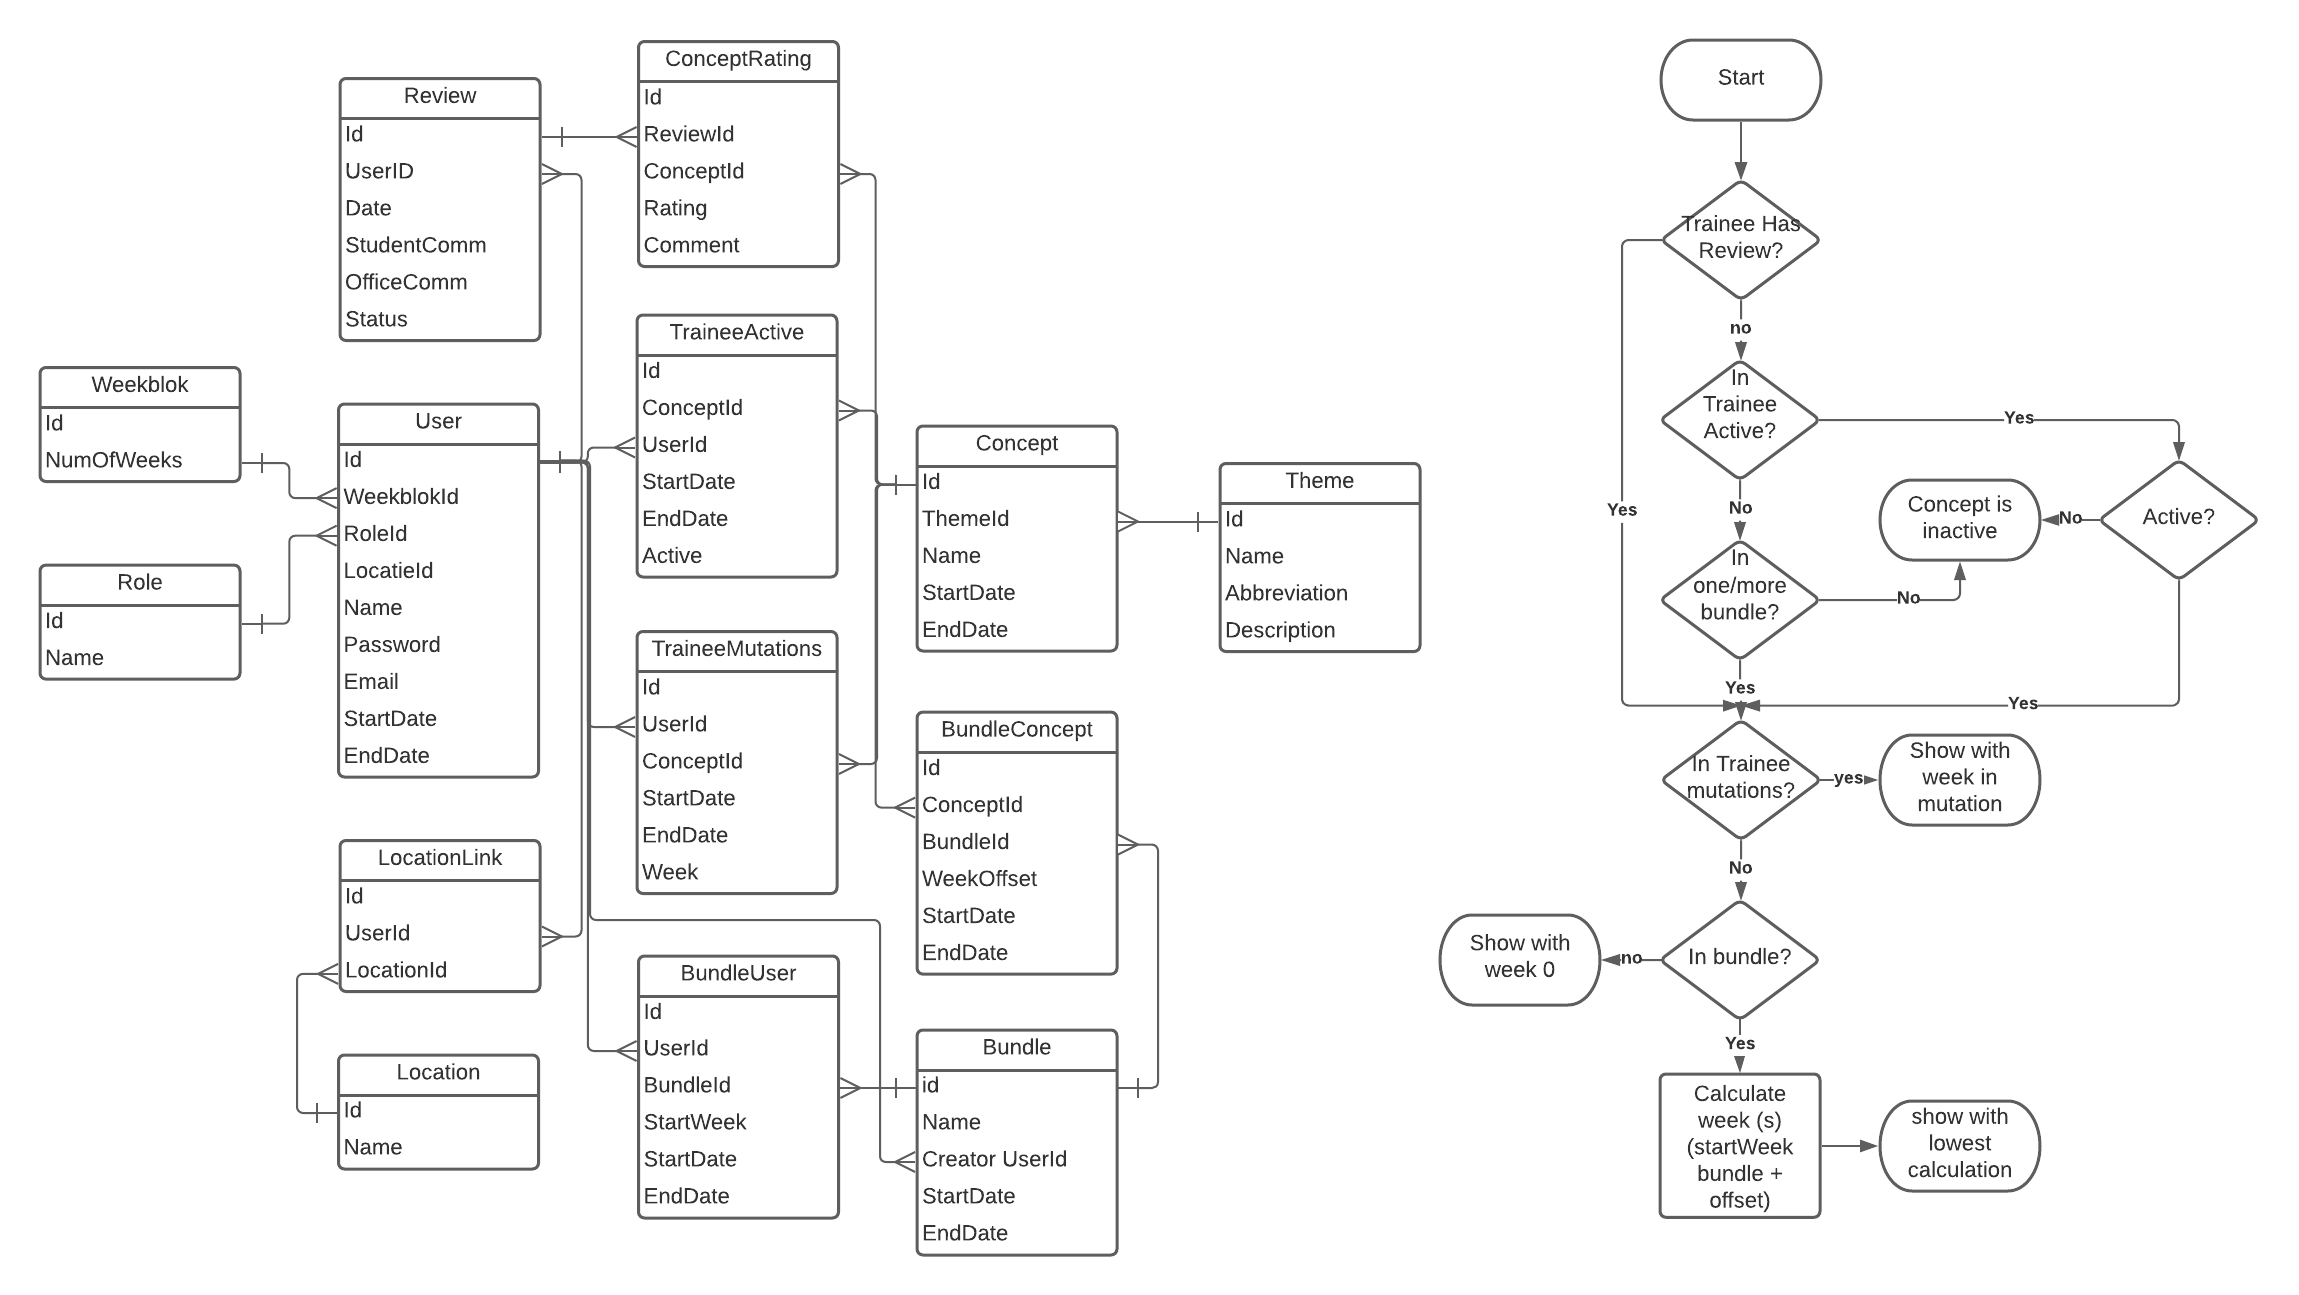 ConceptRating
Id
ReviewId
ConceptId
Rating
Comment
Review
Id
UserID
Date
StudentComm
OfficeComm
Status
TraineeActive
Id
ConceptId
UserId
StartDate
EndDate
Active
Weekblok
Id
NumOfWeeks
User
Id
WeekblokId
RoleId
LocatieId
Name
Password
Email
StartDate
EndDate
Role
Id
Name
Concept
Id
ThemeId
Name
StartDate
EndDate
Theme
Id
Name
Abbreviation
Description
TraineeMutations
Id
UserId
ConceptId
StartDate
EndDate
Week
BundleConcept
Id
ConceptId
BundleId
WeekOffset
StartDate
EndDate
LocationLink
Id
UserId
LocationId
Location
Id
Name
BundleUser
Id
UserId
BundleId
StartWeek
StartDate
EndDate
Bundle
id
Name
Creator UserId
StartDate
EndDate
Start
Trainee Has
Review?
no
Yes
In
Trainee
Active?
Yes
No
Active?
No
Concept is
inactive
In
one/more
bundle?
No
Yes
Yes
In Trainee
mutations?
yes
Show with
week in
mutation
No
In bundle?
no
Show with
week 0
Yes
Calculate
week (s)
(startWeek
bundle +
offset)
show with
lowest
calculation